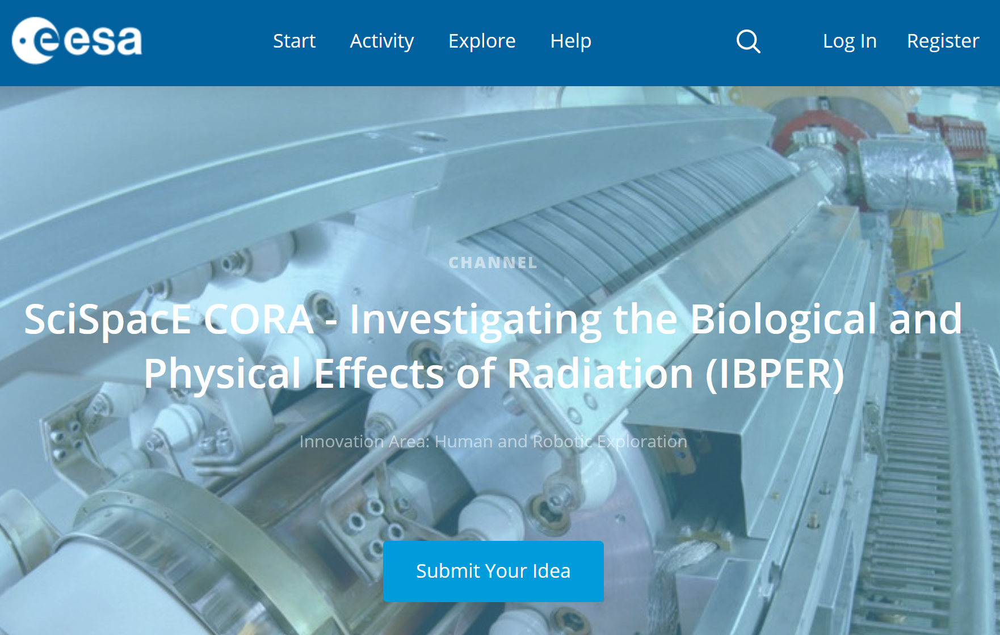 esa
Start Activity Explore Help Log In Register
CHANNEL
SciSpacE CORA - Investigating the Biological and
Physical Effects of Radiation (IBPER)
Innovation Area: Human and Robotic Exploration
Submit Your Idea